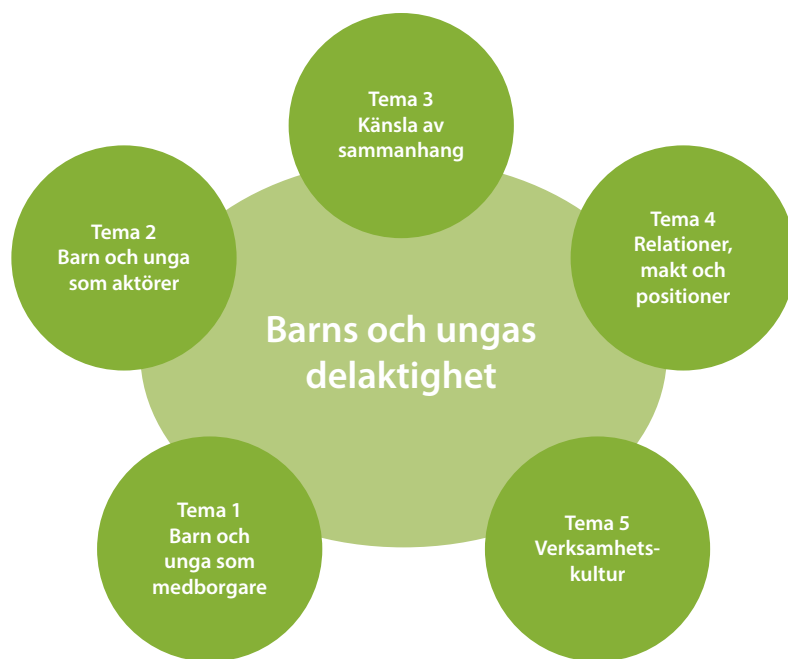 Tema 3
Känsla av
sammanhang
Tema 2
Barn och unga
som aktörer
Tema 4
Relationer,
makt och
positioner
Barns och ungas
delaktighet
Tema 1
Barn och
unga som
medborgare
Tema 5
Verksamhets-
kultur